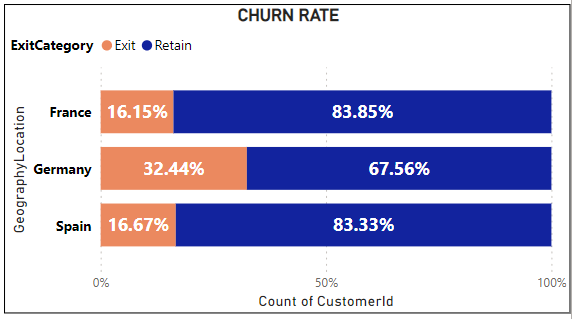 CHURN RATE
ExitCategory Exit Retain
GeographyLocation
France 16.15% 83.85%
Germany 32.44% 67.56%
Spain 16.67% 83.33%
0% 50% 100%
Count of CustomerId